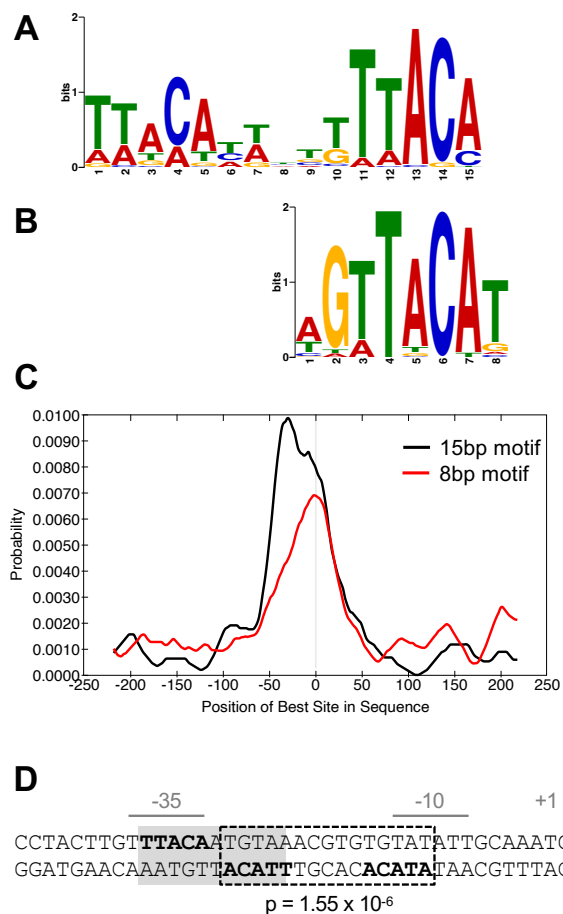 A
2
bits
1
0
TTACATTTTTTACA
1 2 3 4 5 6 7 8 9 10 11 12 13 14 15
B
2
bits
1
0
AGTTACAT
1 2 3 4 5 6 7 8
C
0.0100
0.0090
0.0080
0.0070
0.0060
0.0050
0.0040
0.0030
0.0020
0.0010
0.0000
Probability
15bp motif
8bp motif
-250 -200 -150 -100 -50 0 50 100 150 200 250
Position of Best Site in Sequence
D
-35 -10 +1
CCTACTTGTTTACAATGTAAACGTGTGTATATTGCAAATG
GGATGAACAAATGTTACATTTGCACACATATAACGTTTAC
p = 1.55 x 10-6